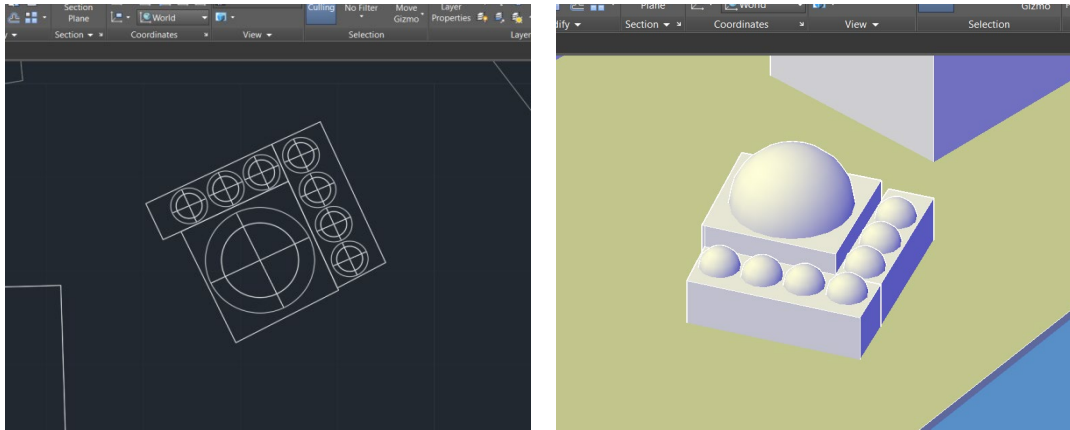 Section
Plane
World
Culling
No Filter
Move
Gizmo
Layer
Properties
Section
Coordinates
View
Selection
Layer
Plane
World
Gizmo
dify
Section
Coordinates
View
Selection